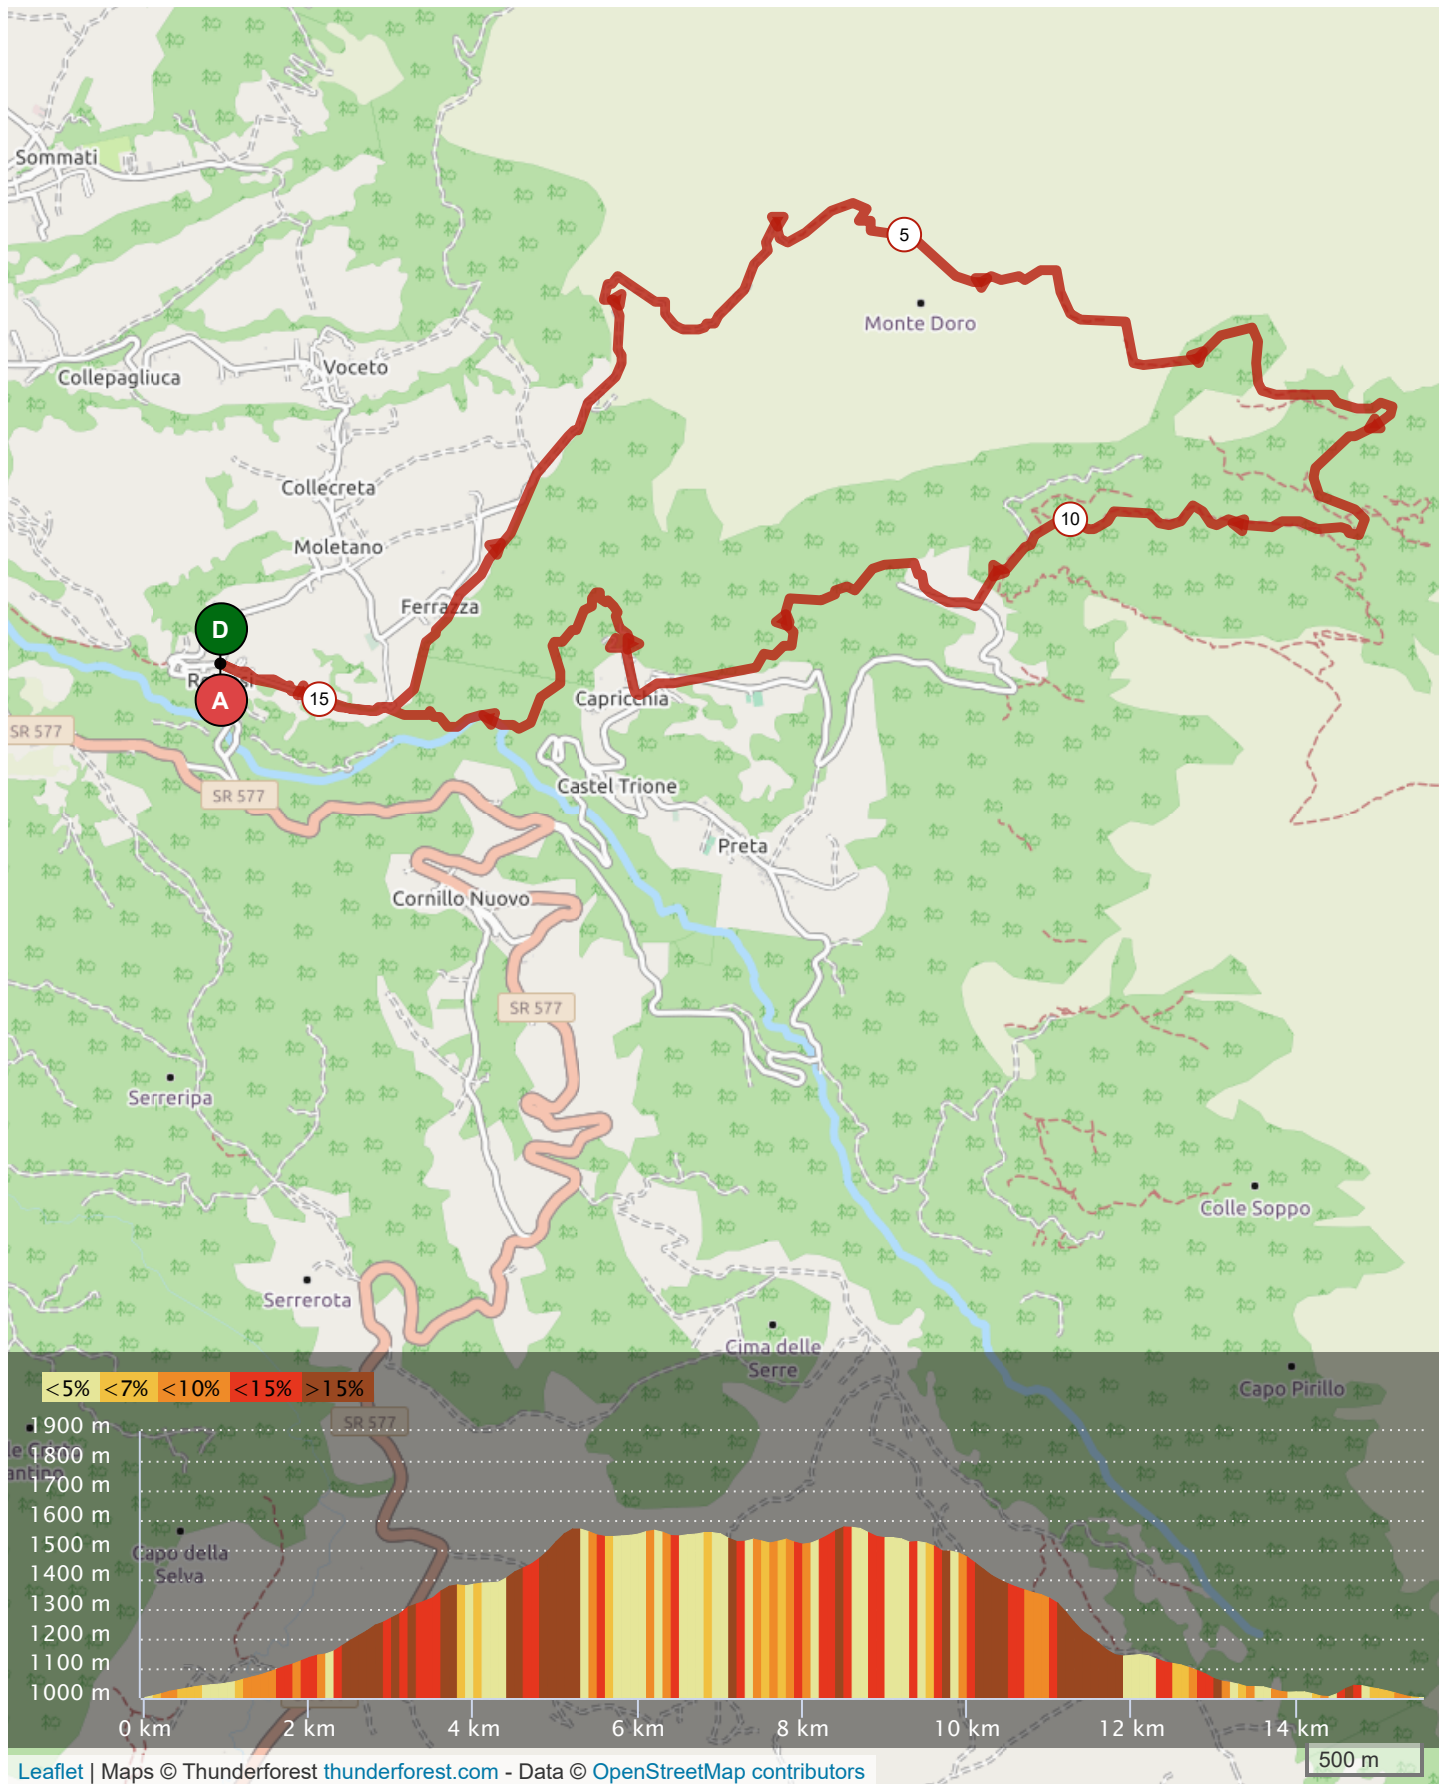 Sommati
5
Monte Doro
Voceto
Collepagliuca
Collecreta
10
Moletano
Ferrazza
D
15
A
Capricchia
SR 577
Castel Trione
SR 577
Preta
Cornillo Nuovo
SR 577
Serreripa
Colle Soppo
Serrerota
Cima delle
Serre
Capo Pirillo
<5% <7% <10% <15% >15%
SR 577
1900 m
1800 m
1700 m
1600 m
1500 m
Capo della
Selva
1400 m
1300 m
1200 m
1100 m
1000 m
0 km 2 km 4 km 6 km 8 km 10 km 12 km 14 km
500 m
Leaflet | Maps © Thunderforest thunderforest.com - Data © OpenStreetMap contributors